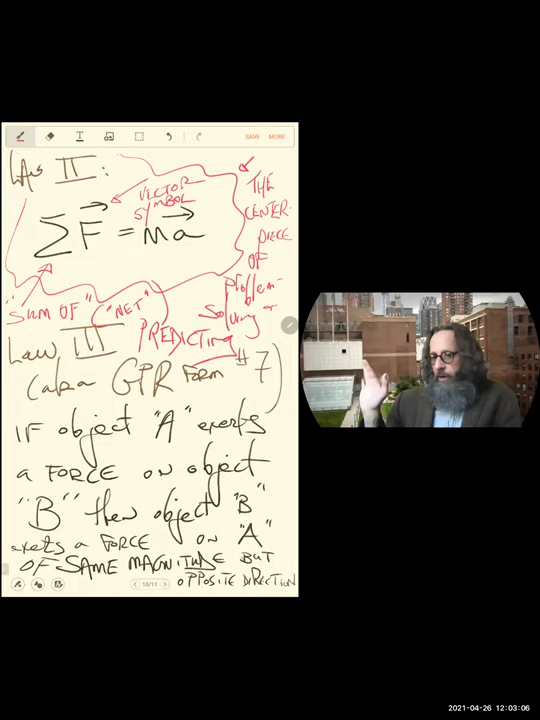 SAVE MORE
LAW II:
VECTOR
SYMBOL
ΣF = ma
THE
CENTER-
PIECE
OF
problem-
solving +
PREDICTING
"SUM OF" ("NET")
Law III
(aka GPR FORM #7)
IF object "A" exerts
a FORCE ON object
"B" then object "B"
exerts a FORCE ON "A"
OF SAME MAGNITUDE BUT
OPPOSITE DIRECTION
10/11
2021-04-26 12:03:06